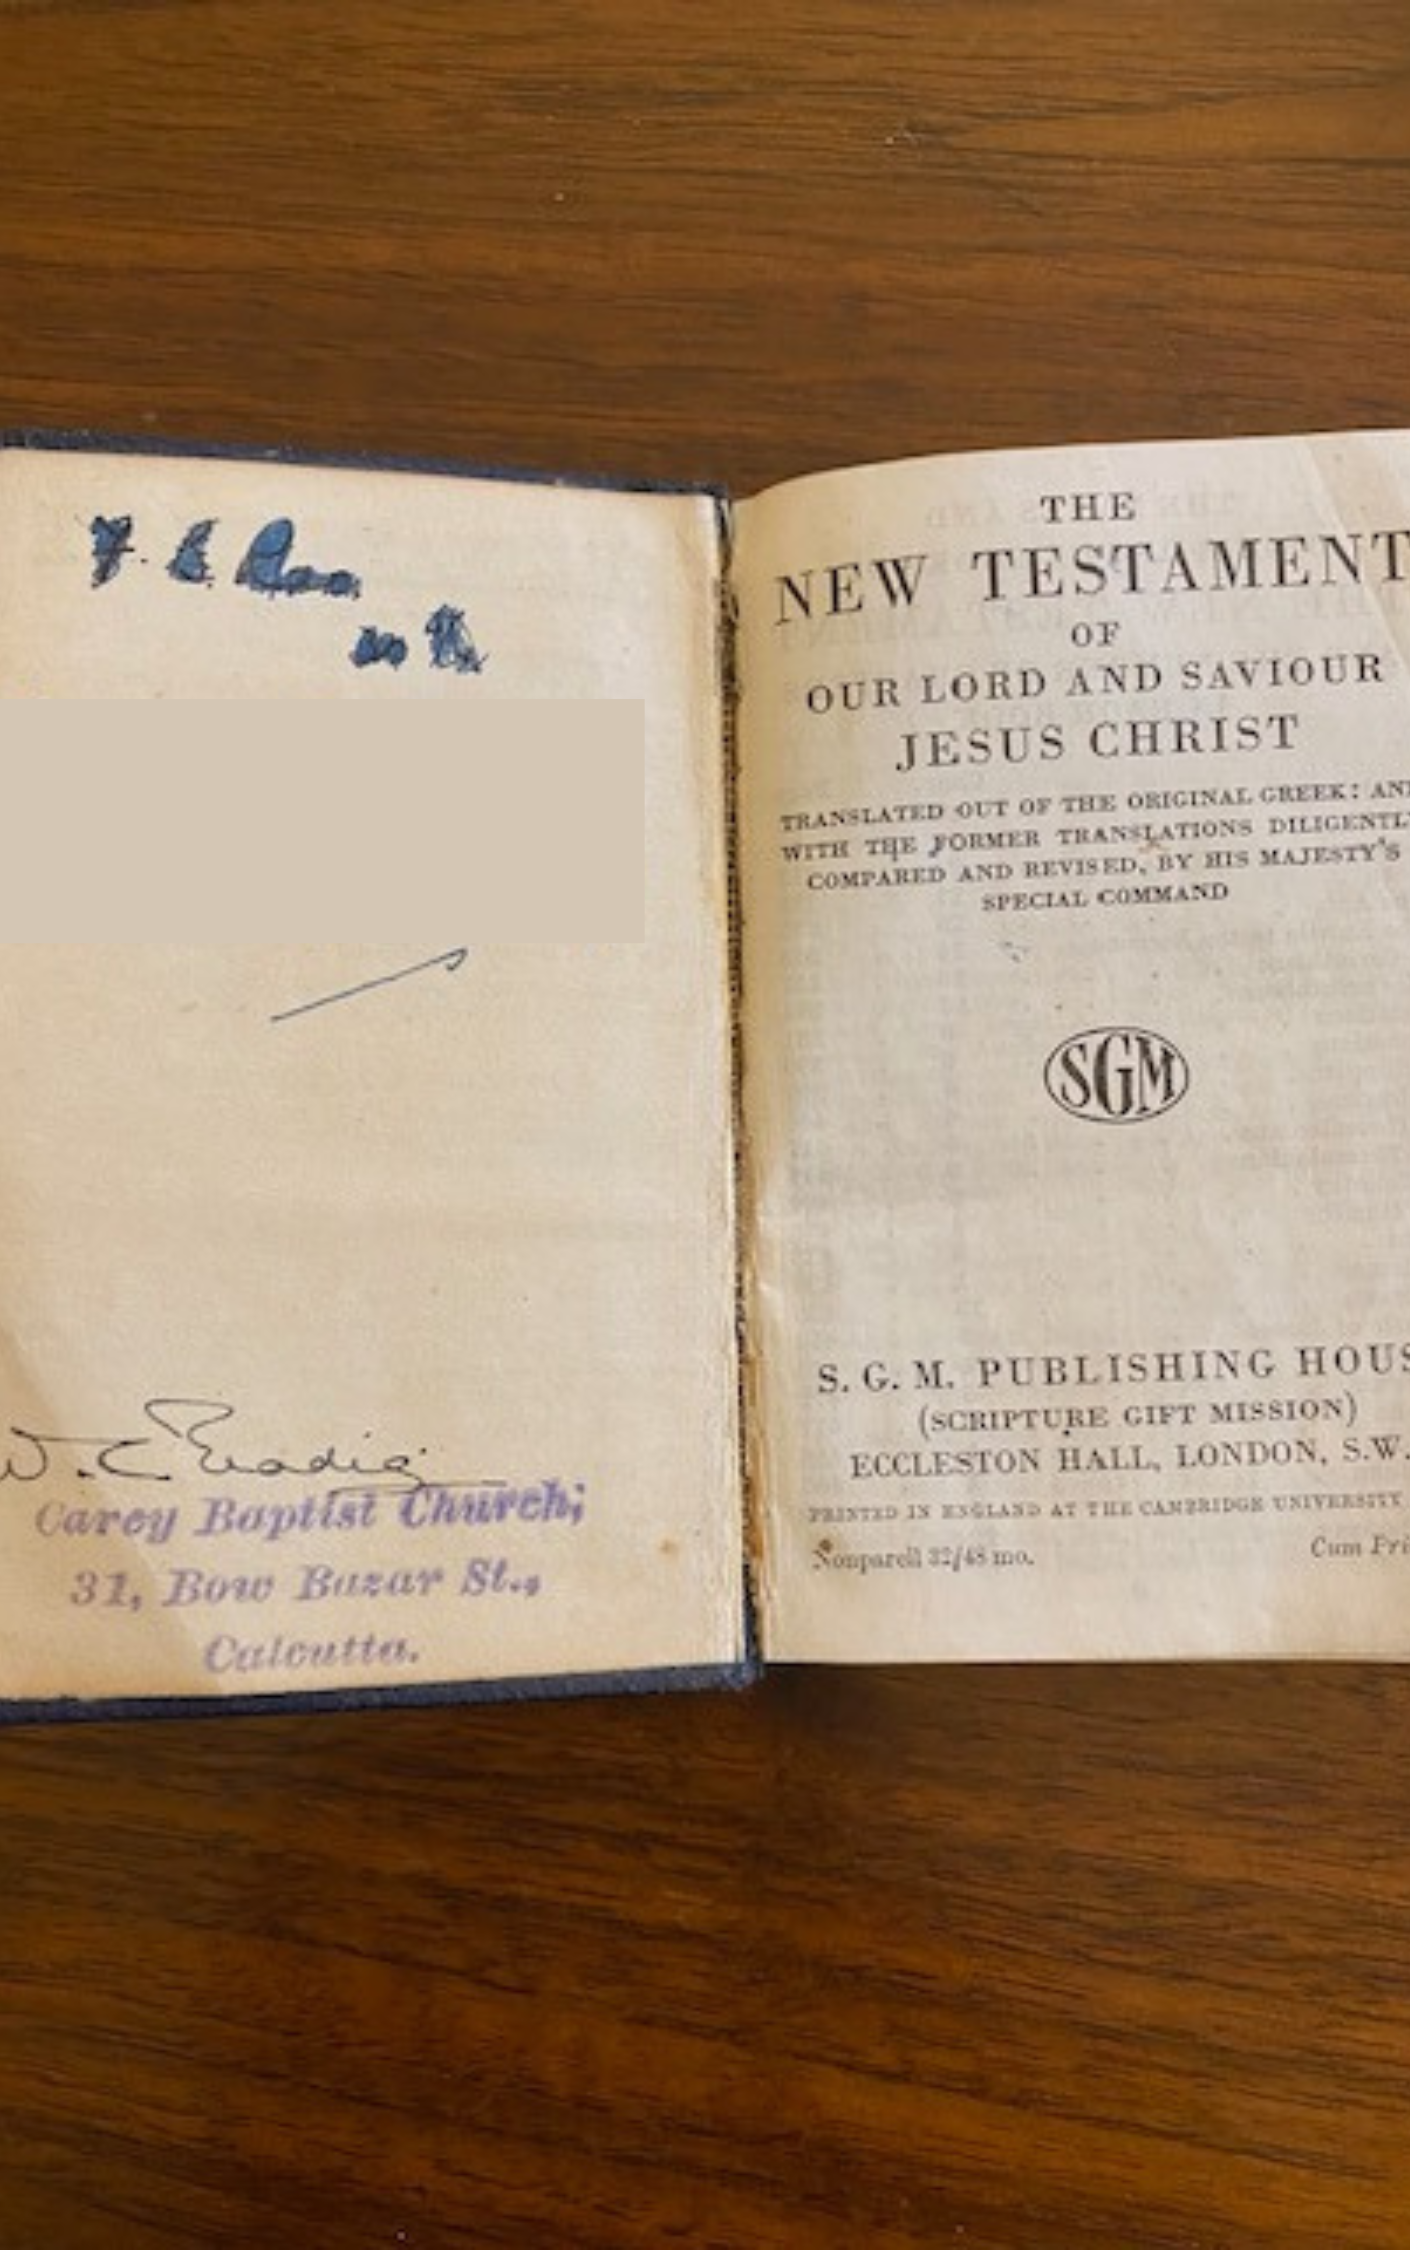 W. C. Eadie
Carey Baptist Church;
31, Bow Bazar St.,
Calcutta.
THE
NEW TESTAMENT
OF
OUR LORD AND SAVIOUR
JESUS CHRIST
TRANSLATED OUT OF THE ORIGINAL GREEK: AND
WITH THE FORMER TRANSLATIONS DILIGENTLY
COMPARED AND REVISED, BY HIS MAJESTY'S
SPECIAL COMMAND
SGM
S. G. M. PUBLISHING HOUS
(SCRIPTURE GIFT MISSION)
ECCLESTON HALL, LONDON, S.W.
PRINTED IN ENGLAND AT THE CAMBRIDGE UNIVERSITY
Nonpareil 32/48 mo.
Cum Pri